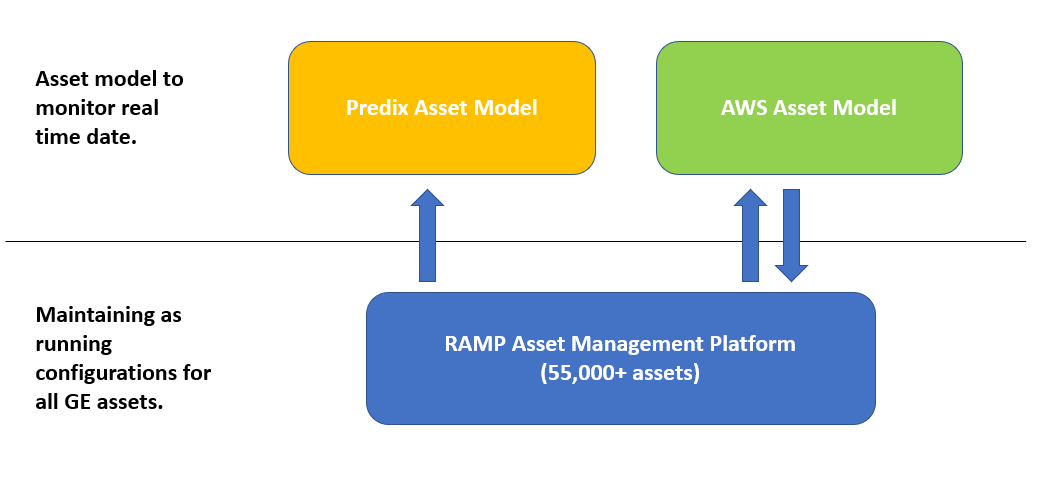 Asset model to
monitor real
time date.
Predix Asset Model
AWS Asset Model
Maintaining as
running
configurations for
all GE assets.
RAMP Asset Management Platform
(55,000+ assets)